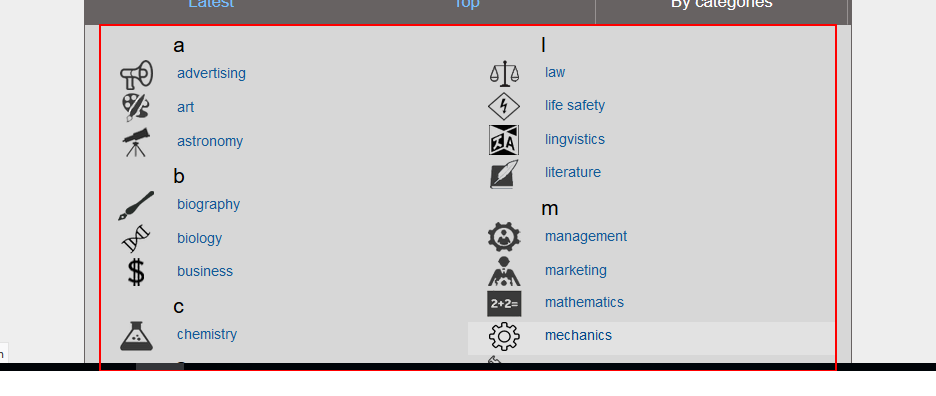 Latest
Top
By categories
a
advertising
art
astronomy
b
biography
biology
$
business
c
chemistry
l
law
life safety
lingvistics
literature
m
management
marketing
2+2=
mathematics
mechanics